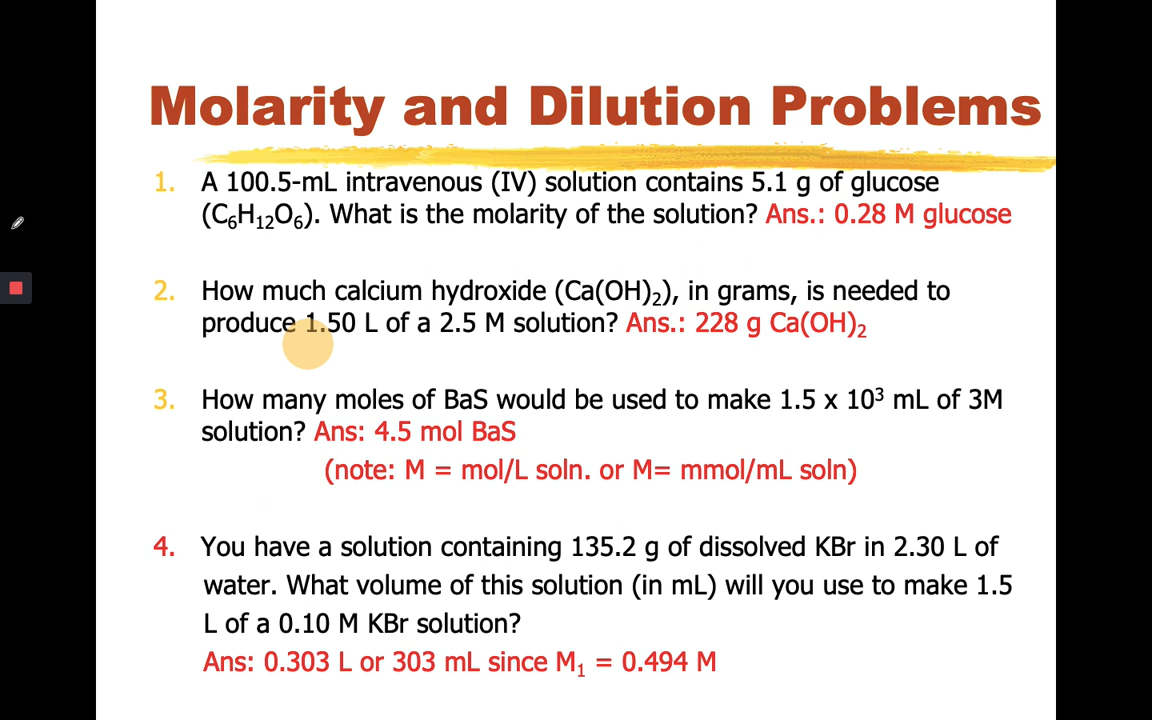 Molarity and Dilution Problems
1. A 100.5-mL intravenous (IV) solution contains 5.1 g of glucose
(C₆H₁₂O₆). What is the molarity of the solution? Ans.: 0.28 M glucose
2. How much calcium hydroxide (Ca(OH)₂), in grams, is needed to
produce 1.50 L of a 2.5 M solution? Ans.: 228 g Ca(OH)₂
3. How many moles of BaS would be used to make 1.5 x 10³ mL of 3M
solution? Ans: 4.5 mol BaS
(note: M = mol/L soln. or M= mmol/mL soln)
4. You have a solution containing 135.2 g of dissolved KBr in 2.30 L of
water. What volume of this solution (in mL) will you use to make 1.5
L of a 0.10 M KBr solution?
Ans: 0.303 L or 303 mL since M₁ = 0.494 M